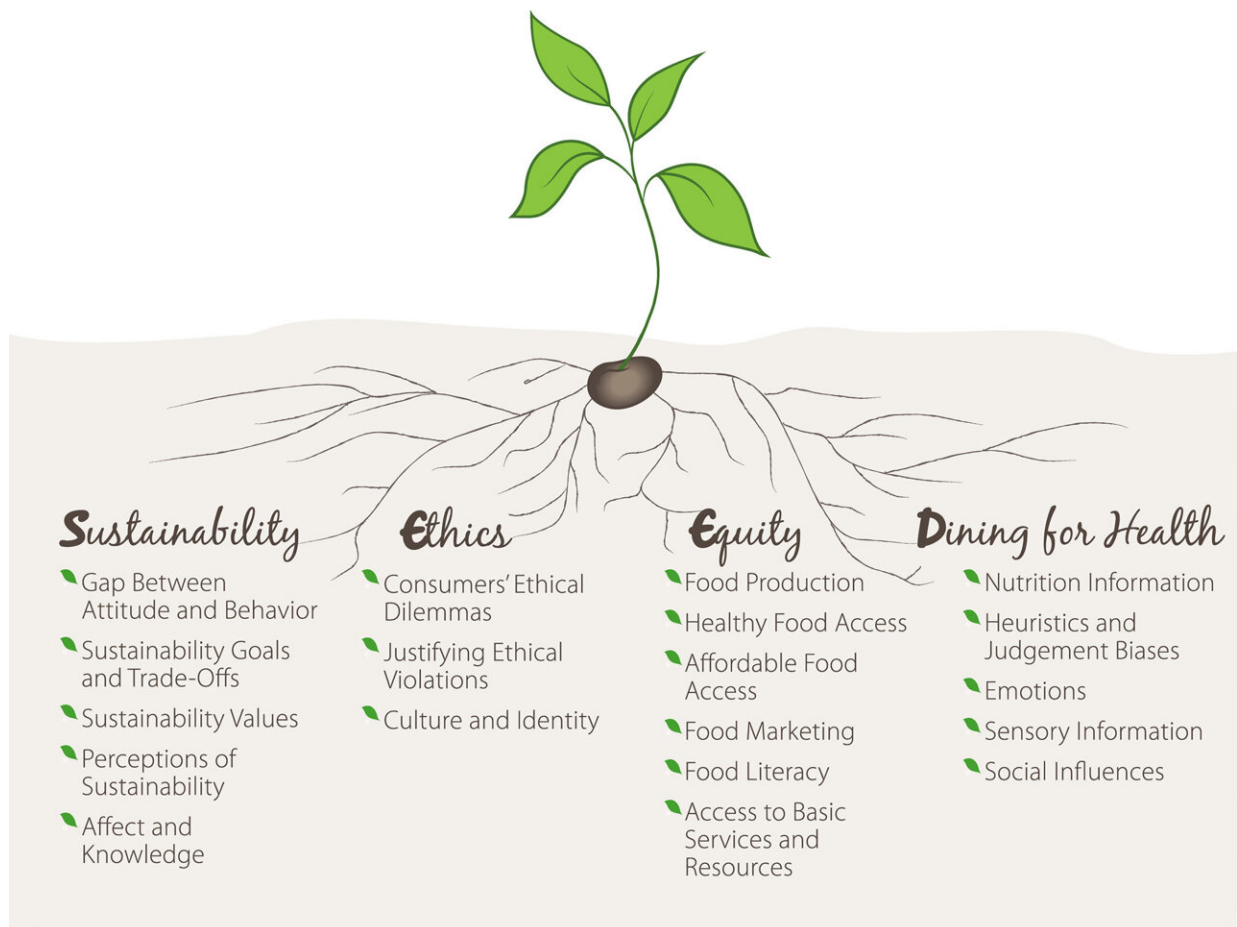 Sustainability
Gap Between
Attitude and Behavior
Sustainability Goals
and Trade-Offs
Sustainability Values
Perceptions of
Sustainability
Affect and
Knowledge
Ethics
Consumers’ Ethical
Dilemmas
Justifying Ethical
Violations
Culture and Identity
Equity
Food Production
Healthy Food Access
Affordable Food
Access
Food Marketing
Food Literacy
Access to Basic
Services and
Resources
Dining for Health
Nutrition Information
Heuristics and
Judgement Biases
Emotions
Sensory Information
Social Influences